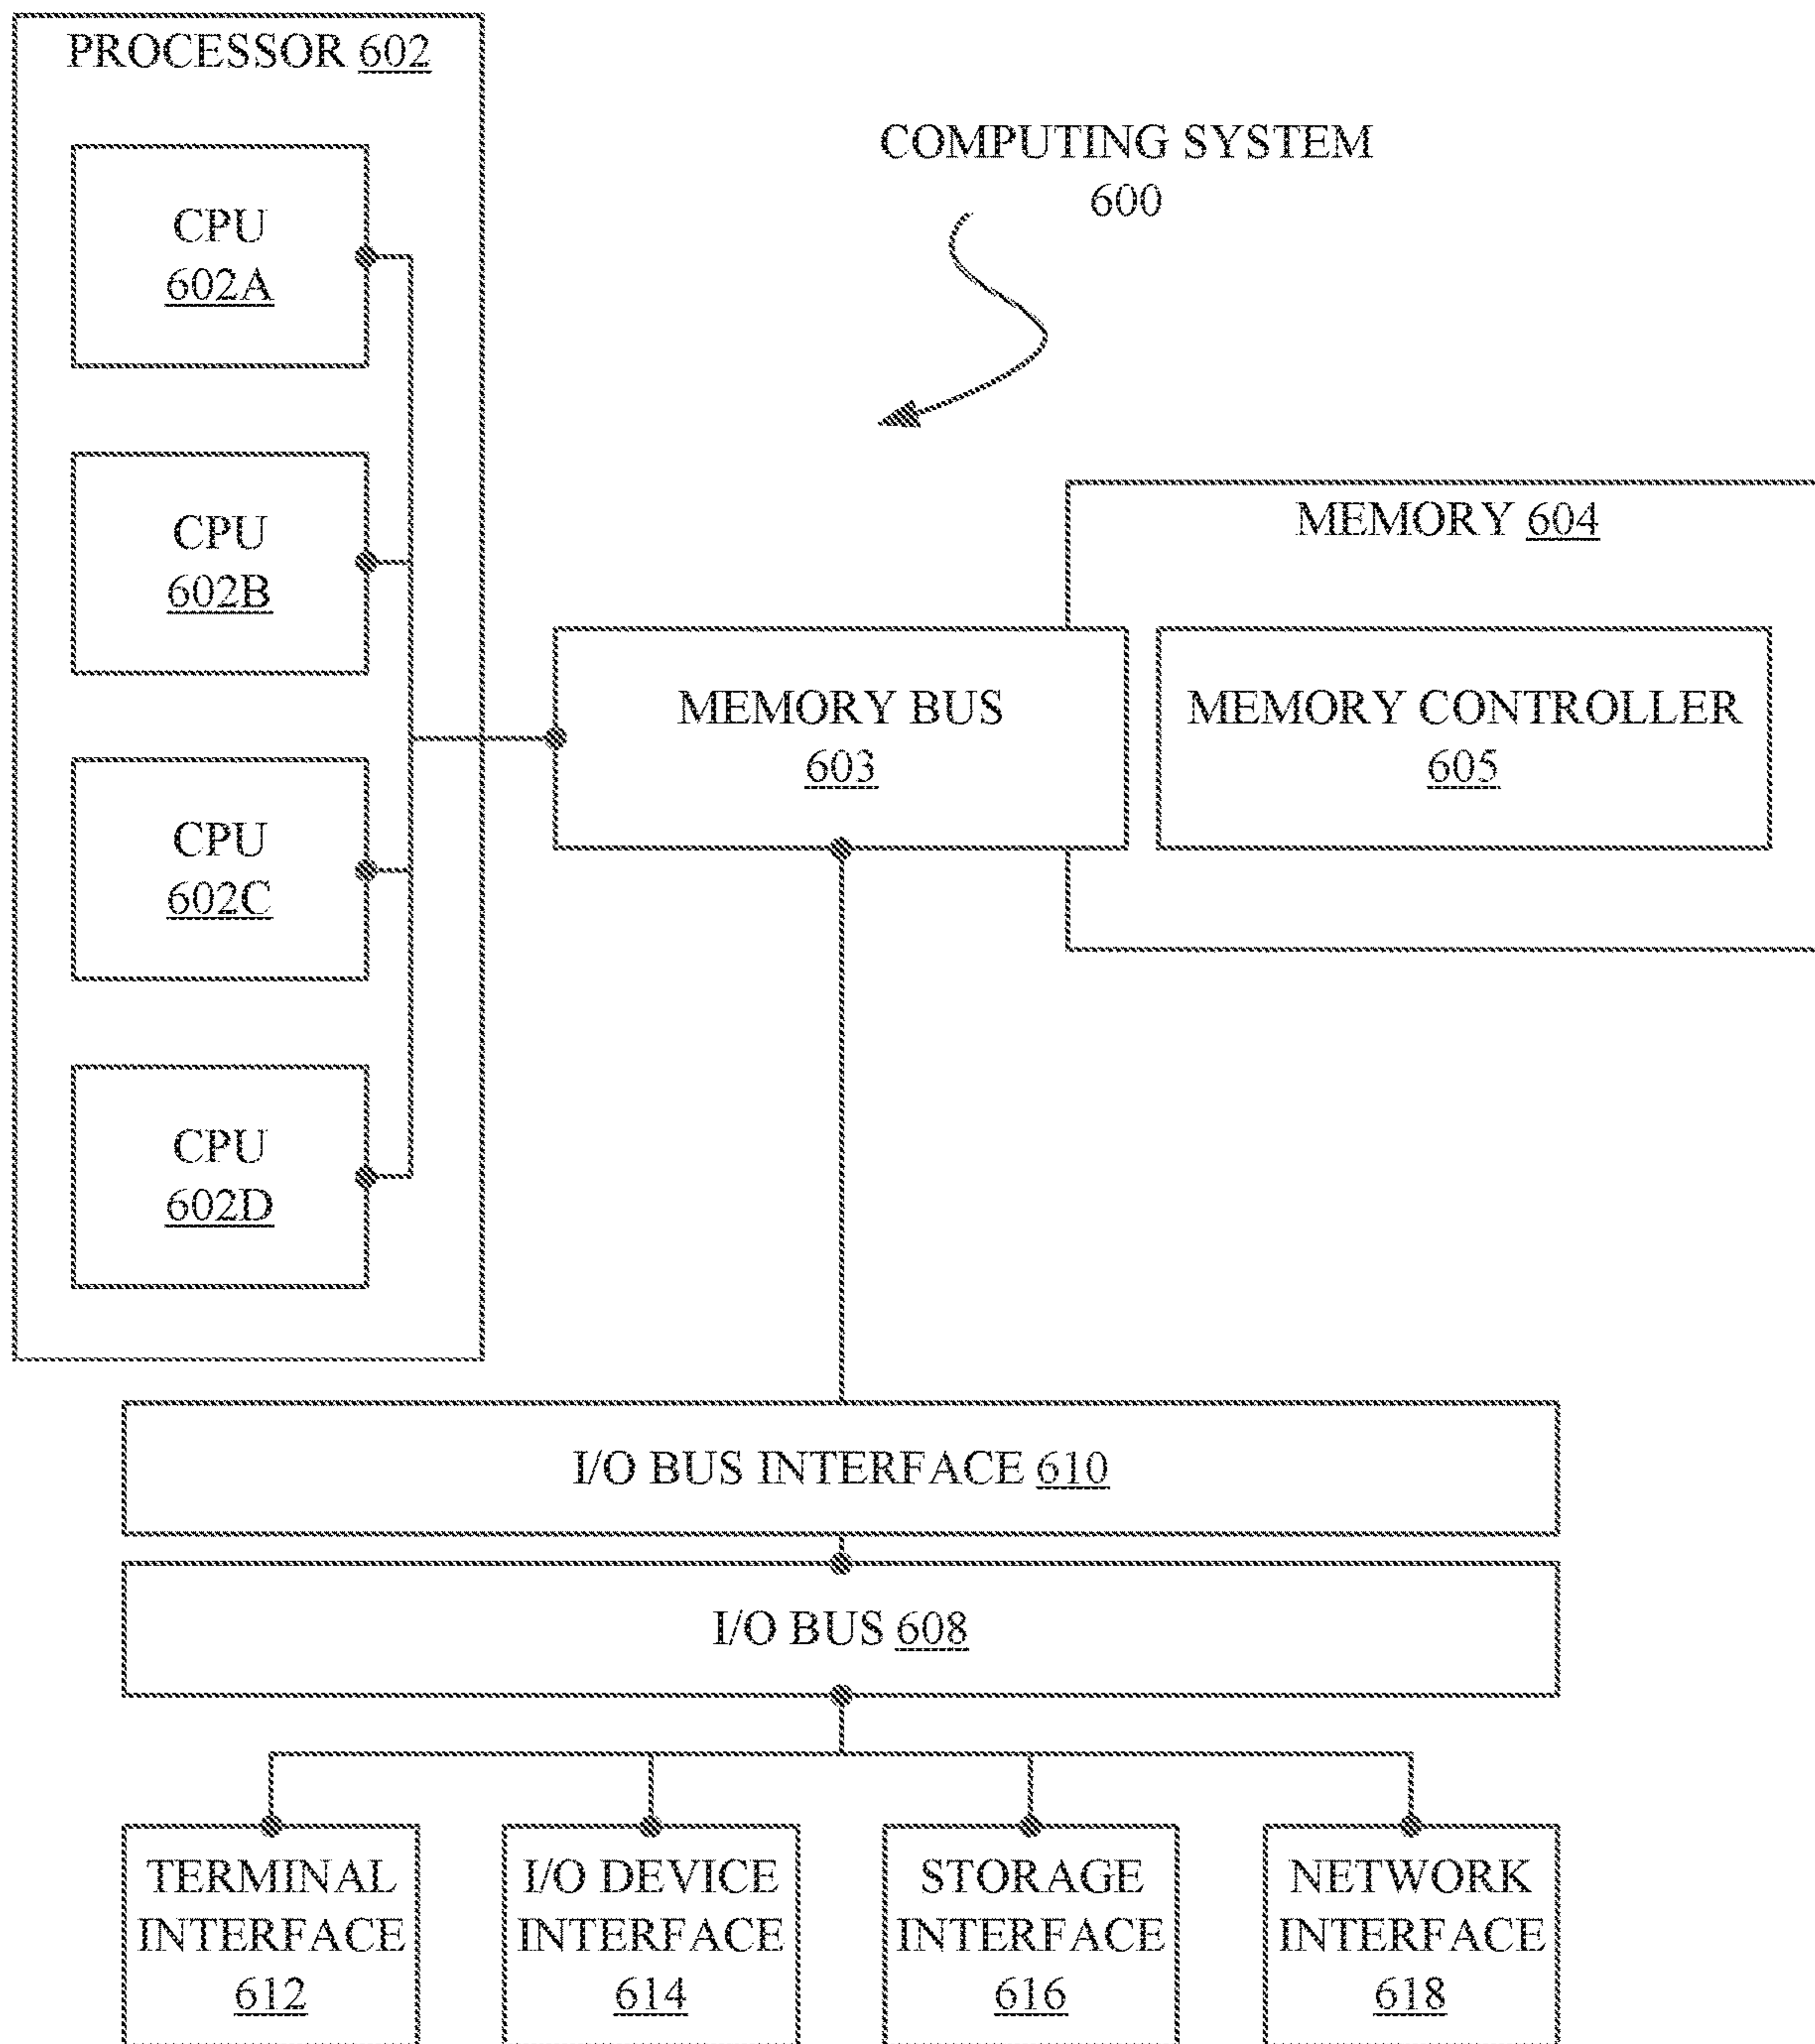 PROCESSOR 602
COMPUTING SYSTEM
600
CPU
602A
CPU
602B
CPU
602C
CPU
602D
MEMORY 604
MEMORY BUS
603
MEMORY CONTROLLER
605
I/O BUS INTERFACE 610
I/O BUS 608
TERMINAL
INTERFACE
612
I/O DEVICE
INTERFACE
614
STORAGE
INTERFACE
616
NETWORK
INTERFACE
618